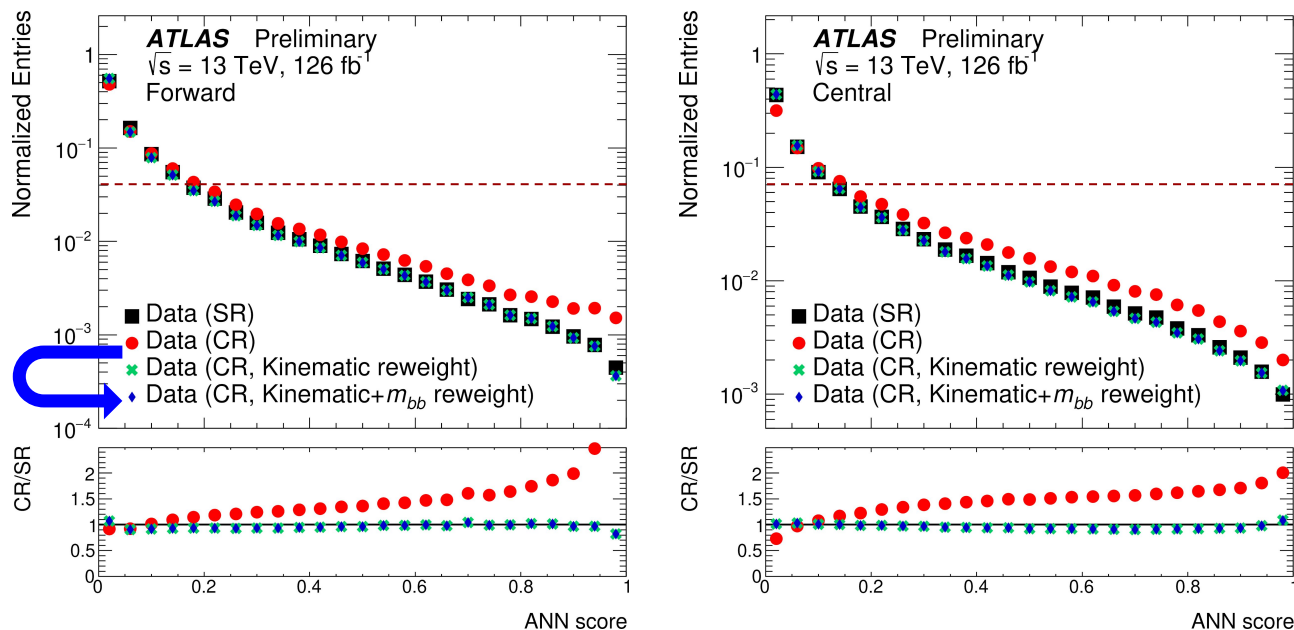 Normalized Entries
1
10⁻¹
10⁻²
10⁻³
10⁻⁴
ATLAS Preliminary
√s = 13 TeV, 126 fb⁻¹
Forward
Data (SR)
Data (CR)
Data (CR, Kinematic reweight)
Data (CR, Kinematic+m_bb reweight)
CR/SR
2
1.5
1
0.5
0
0 0.2 0.4 0.6 0.8 1
ANN score
Normalized Entries
1
10⁻¹
10⁻²
10⁻³
ATLAS Preliminary
√s = 13 TeV, 126 fb⁻¹
Central
Data (SR)
Data (CR)
Data (CR, Kinematic reweight)
Data (CR, Kinematic+m_bb reweight)
CR/SR
2
1.5
1
0.5
0
0 0.2 0.4 0.6 0.8
ANN score